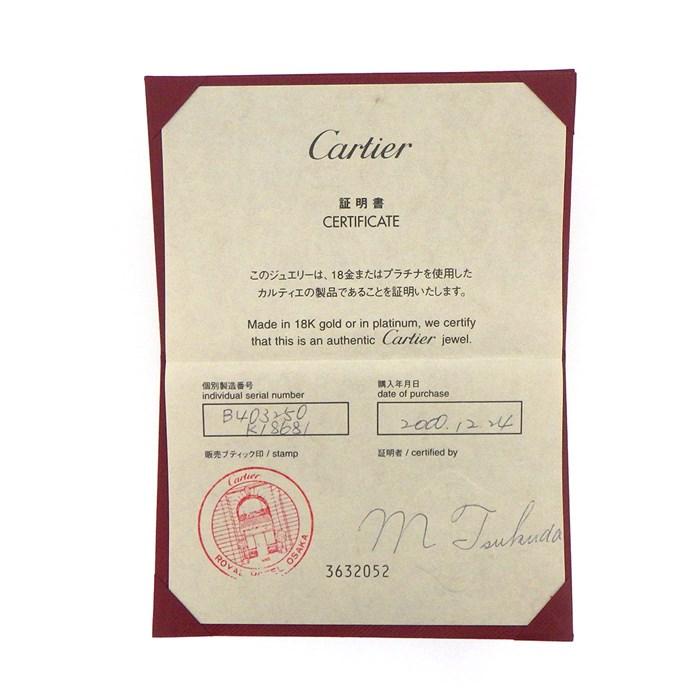 Cartier
証明書
CERTIFICATE
このジュエリーは、18金またはプラチナを使用した
カルティエの製品であることを証明いたします。
Made in 18K gold or in platinum, we certify
that this is an authentic Cartier jewel.
個別製造番号
individual serial number
B403250
K18681
購入年月日
date of purchase
2000.12.24
販売ブティック印 / stamp
証明者 / certified by
Cartier
ROYAL HOTEL OSAKA
M Tsukuda
3632052